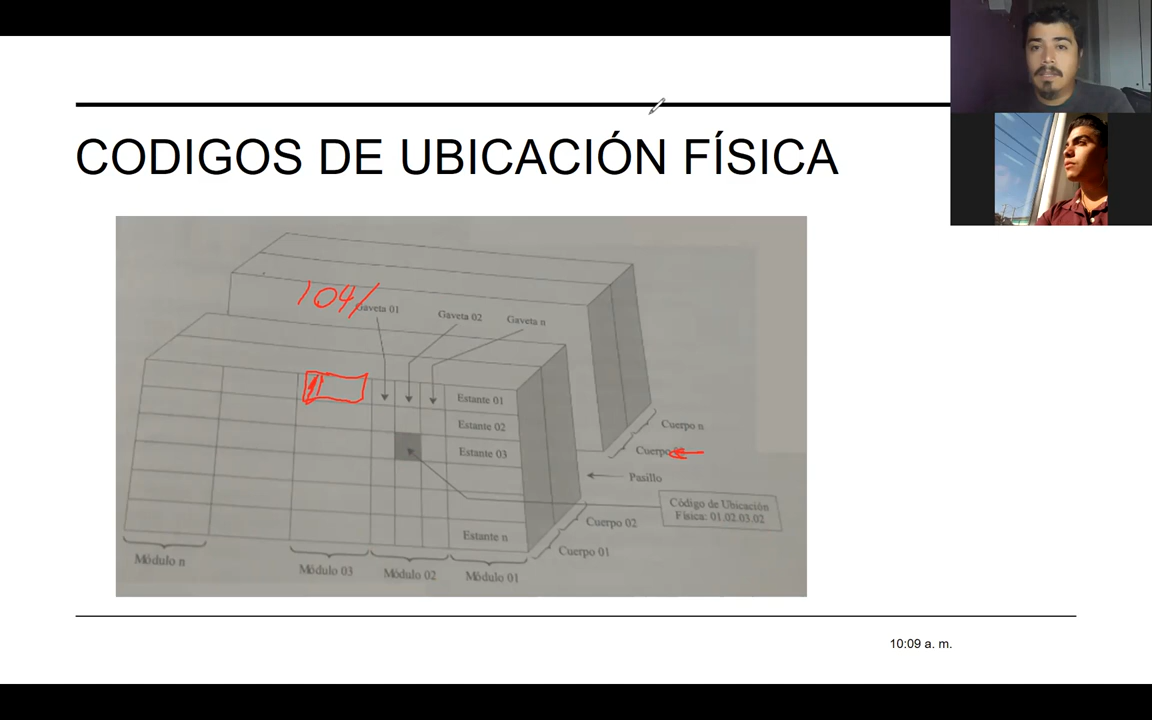 CODIGOS DE UBICACIÓN FÍSICA
104/
Gaveta 01
Gaveta 02
Gaveta n
Estante 01
Estante 02
Estante 03
Estante n
Cuerpo n
Cuerpo
Pasillo
Código de Ubicación
Física: 01.02.03.02
Cuerpo 02
Cuerpo 01
Módulo n
Módulo 03
Módulo 02
Módulo 01
10:09 a. m.